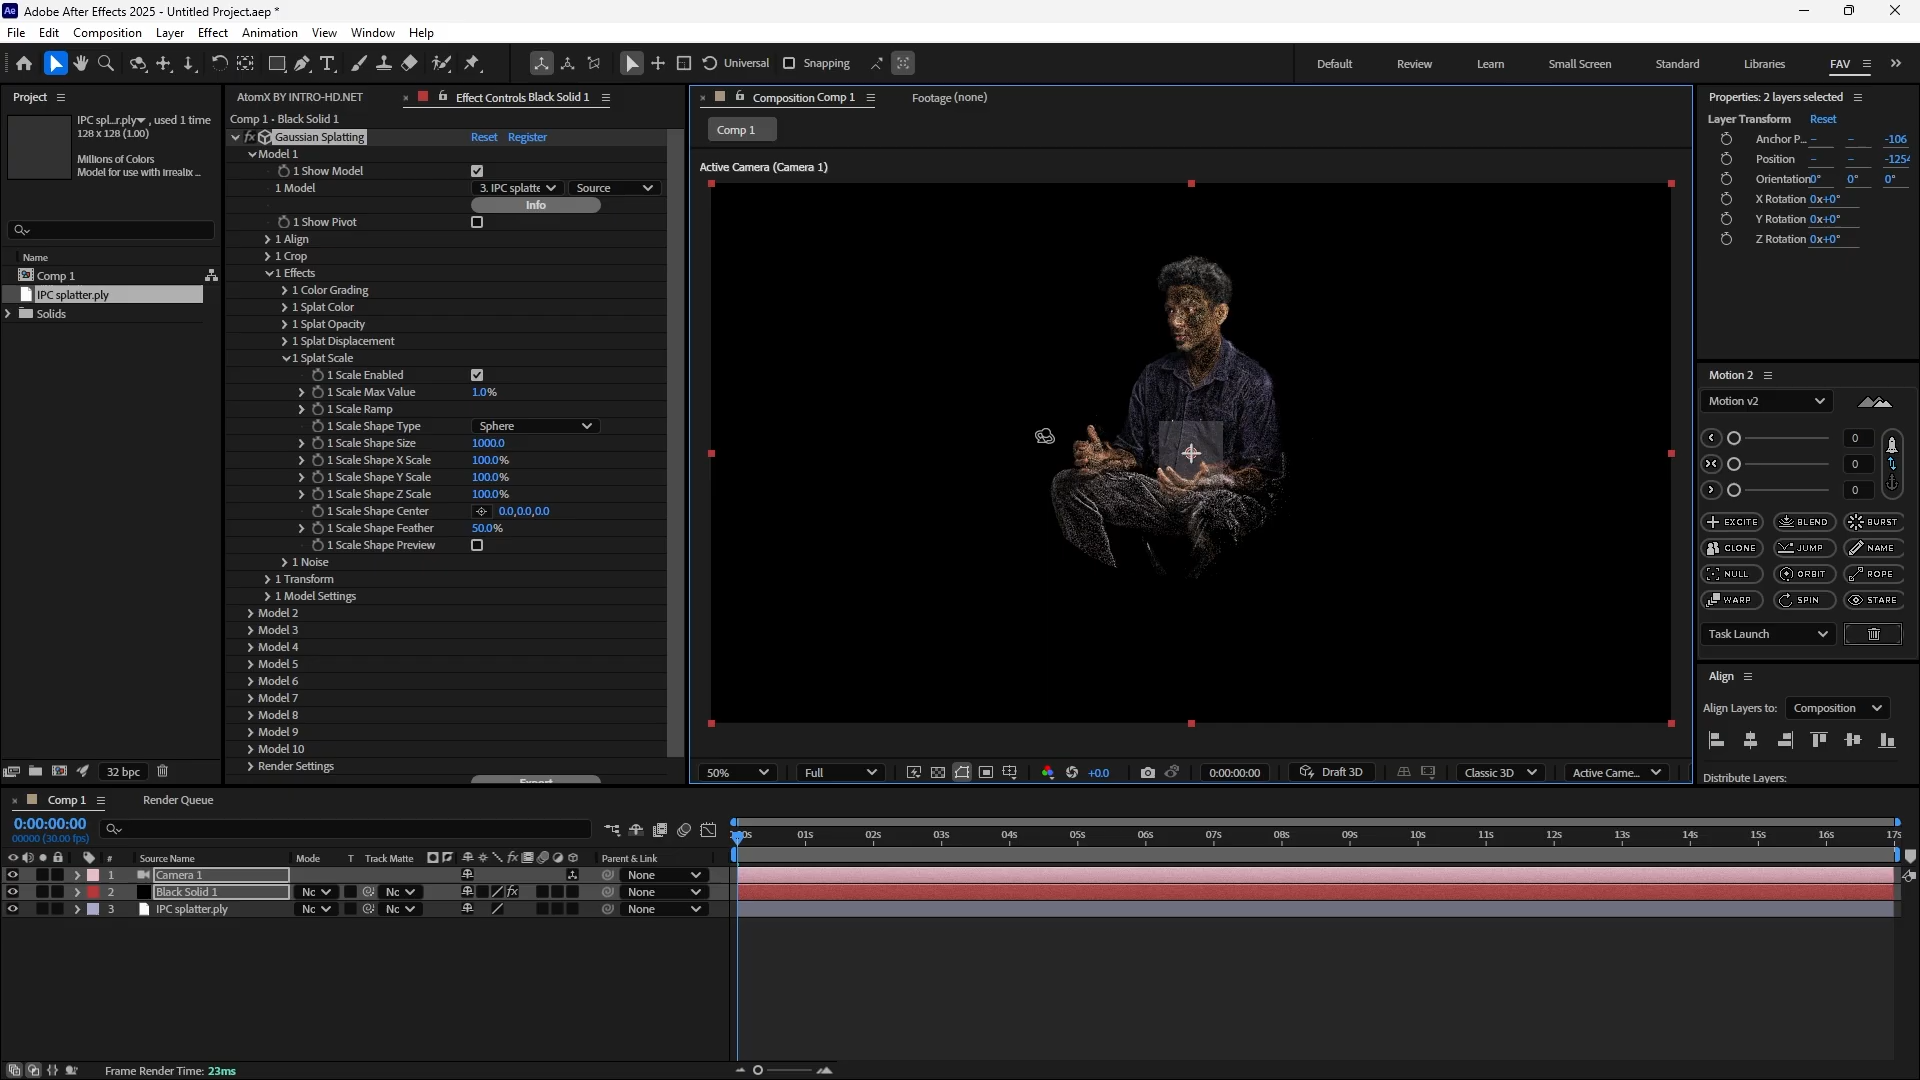 Adobe After Effects 2025 - Untitled Project.aep *
File Edit Composition Layer Effect Animation View Window Help
Universal Snapping Default Review Learn Small Screen Standard Libraries FAV
Project
IPC spl...r.ply , used 1 time
128 x 128 (1.00)
Millions of Colors
Model for use with irrealix ...
Name
Comp 1
IPC splatter.ply
Solids
32 bpc
AtomX BY INTRO-HD.NET Effect Controls Black Solid 1
Comp 1 - Black Solid 1
Gaussian Splatting Reset Register
Model 1
1 Show Model
1 Model 3. IPC splatte Source
Info
1 Show Pivot
1 Align
1 Crop
1 Effects
1 Color Grading
1 Splat Color
1 Splat Opacity
1 Splat Displacement
1 Splat Scale
1 Scale Enabled
1 Scale Max Value 1.0%
1 Scale Ramp
1 Scale Shape Type Sphere
1 Scale Shape Size 1000.0
1 Scale Shape X Scale 100.0%
1 Scale Shape Y Scale 100.0%
1 Scale Shape Z Scale 100.0%
1 Scale Shape Center 0.0,0.0,0.0
1 Scale Shape Feather 50.0%
1 Scale Shape Preview
1 Noise
1 Transform
1 Model Settings
Model 2
Model 3
Model 4
Model 5
Model 6
Model 7
Model 8
Model 9
Model 10
Render Settings
Export
Composition Comp 1 Footage (none)
Comp 1
Active Camera (Camera 1)
50% Full +0.0 0:00:00:00 Draft 3D Classic 3D Active Came...
Properties: 2 layers selected
Layer Transform Reset
Anchor P... – – -106
Position – – -1254
Orientation 0° 0° 0°
X Rotation 0x+0°
Y Rotation 0x+0°
Z Rotation 0x+0°
Motion 2
Motion v2
0
0
0
EXCITE BLEND BURST
CLONE JUMP NAME
NULL ORBIT ROPE
WARP SPIN STARE
Task Launch
Align
Align Layers to: Composition
Distribute Layers:
Comp 1 Render Queue
0:00:00:00
00000 (30.00 fps)
# Source Name Mode T Track Matte fx Parent & Link
1 Camera 1 None
2 Black Solid 1 Nc Nc fx None
3 IPC splatter.ply Nc Nc None
01s 02s 03s 04s 05s 06s 07s 08s 09s 10s 11s 12s 13s 14s 15s 16s 17s
Frame Render Time: 23ms